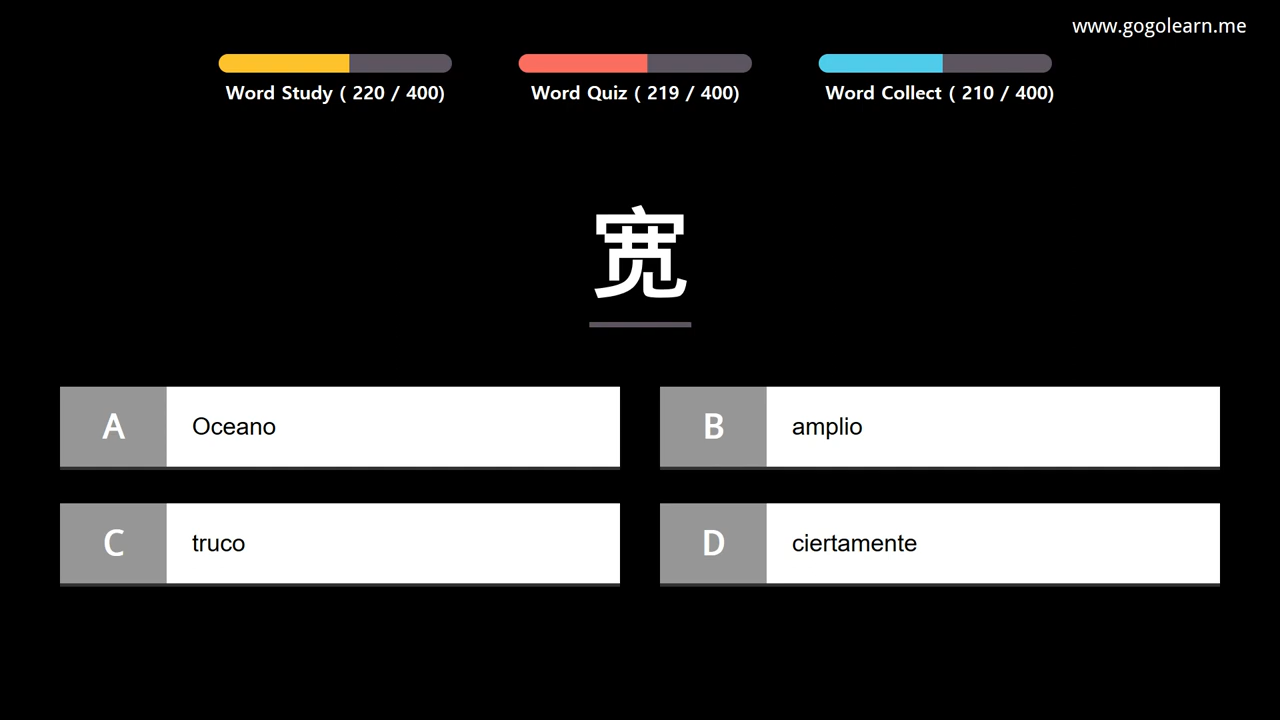 www.gogolearn.me
Word Study ( 220 / 400)
Word Quiz ( 219 / 400)
Word Collect ( 210 / 400)
宽
A Oceano
B amplio
C truco
D ciertamente